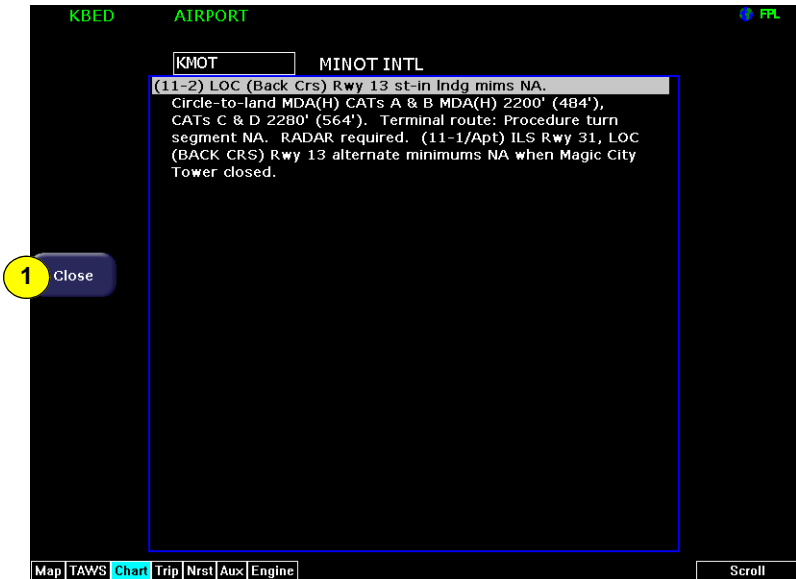 KBED AIRPORT FPL
KMOT MINOT INTL
(11-2) LOC (Back Crs) Rwy 13 st-in lndg mims NA.
Circle-to-land MDA(H) CATs A & B MDA(H) 2200' (484'),
CATs C & D 2280' (564'). Terminal route: Procedure turn
segment NA. RADAR required. (11-1/Apt) ILS Rwy 31, LOC
(BACK CRS) Rwy 13 alternate minimums NA when Magic City
Tower closed.
1 Close
Map TAWS Chart Trip Nrst Aux Engine Scroll